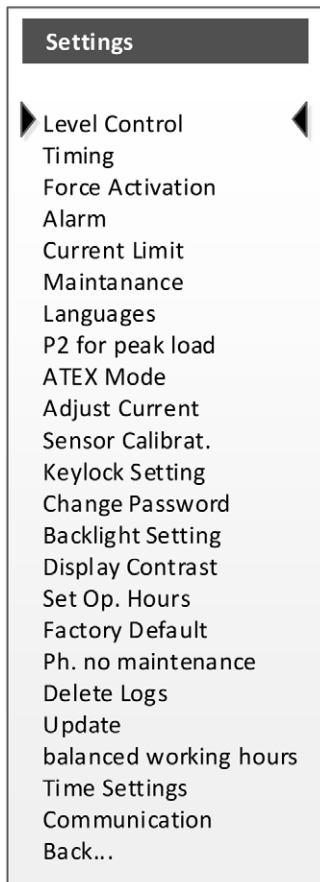 Settings
Level Control
Timing
Force Activation
Alarm
Current Limit
Maintanance
Languages
P2 for peak load
ATEX Mode
Adjust Current
Sensor Calibrat.
Keylock Setting
Change Password
Backlight Setting
Display Contrast
Set Op. Hours
Factory Default
Ph. no maintenance
Delete Logs
Update
balanced working hours
Time Settings
Communication
Back...